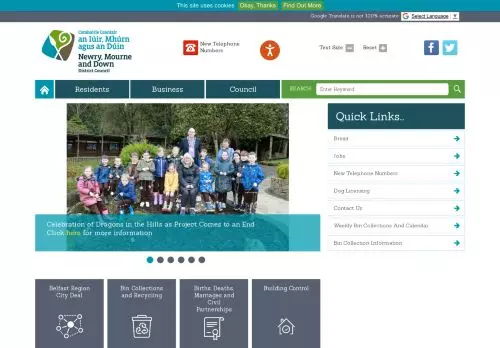 This site uses cookies Okay, Thanks Find Out More
Google Translate is not 100% accurate
Select Language
Comhairle Ceantair
an Iúir, Mhúrn
agus an Dúin
Newry, Mourne
and Down
District Council
New Telephone
Numbers
Text Size
Reset
Residents
Business
Council
SEARCH
Enter Keyword
Celebration of Dragons in the Hills as Project Comes to an End
Click here for more information
Quick Links..
Brexit
Jobs
New Telephone Numbers
Dog Licensing
Contact Us
Weekly Bin Collections And Calendar
Bin Collection Information
Belfast Region
City Deal
Bin Collections
and Recycling
Births, Deaths,
Marriages and
Civil
Partnerships
Building Control